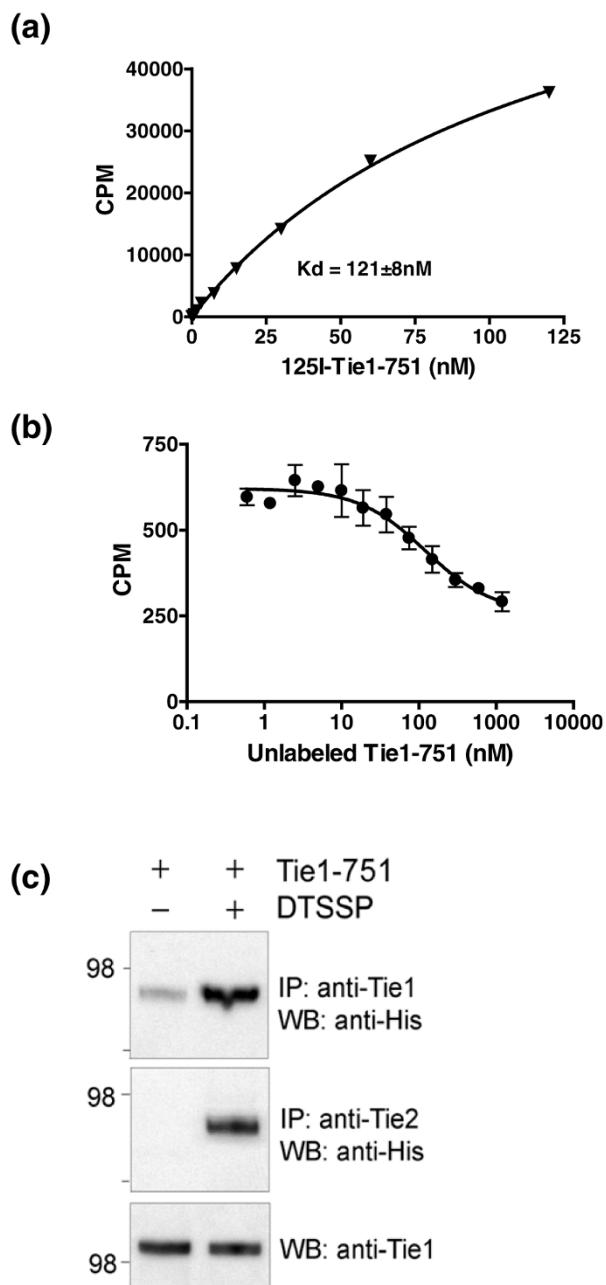 (a)
40000
30000
20000
10000
0
CPM
Kd = 121±8nM
0 25 50 75 100 125
125I-Tie1-751 (nM)
(b)
750
500
250
0
CPM
0.1 1 10 100 1000 10000
Unlabeled Tie1-751 (nM)
(c)
+ + Tie1-751
− + DTSSP
98
IP: anti-Tie1
WB: anti-His
98
IP: anti-Tie2
WB: anti-His
98
WB: anti-Tie1